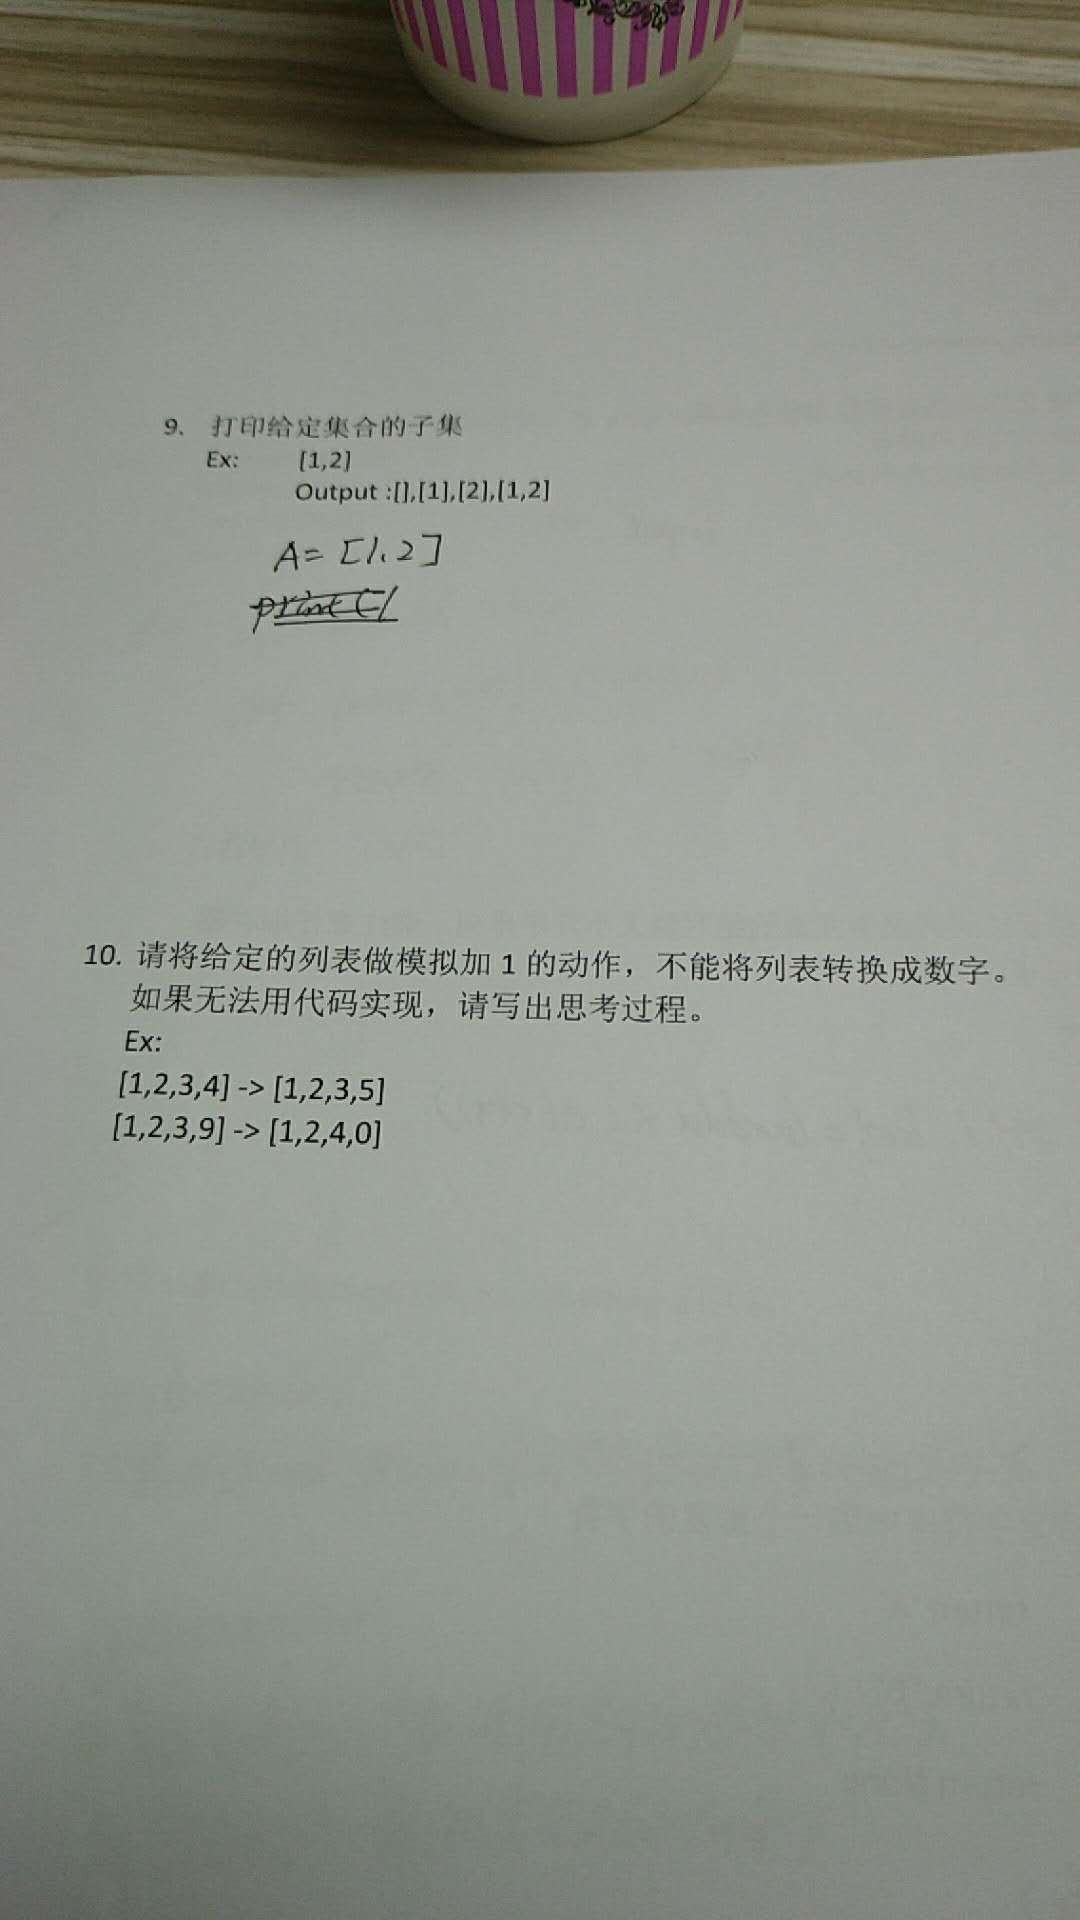 9. 打印给定集合的子集
Ex: [1,2]
Output :[],[1],[2],[1,2]
A= [1、2]
print([/
10. 请将给定的列表做模拟加 1 的动作，不能将列表转换成数字。
如果无法用代码实现，请写出思考过程。
Ex:
[1,2,3,4] -> [1,2,3,5]
[1,2,3,9] -> [1,2,4,0]